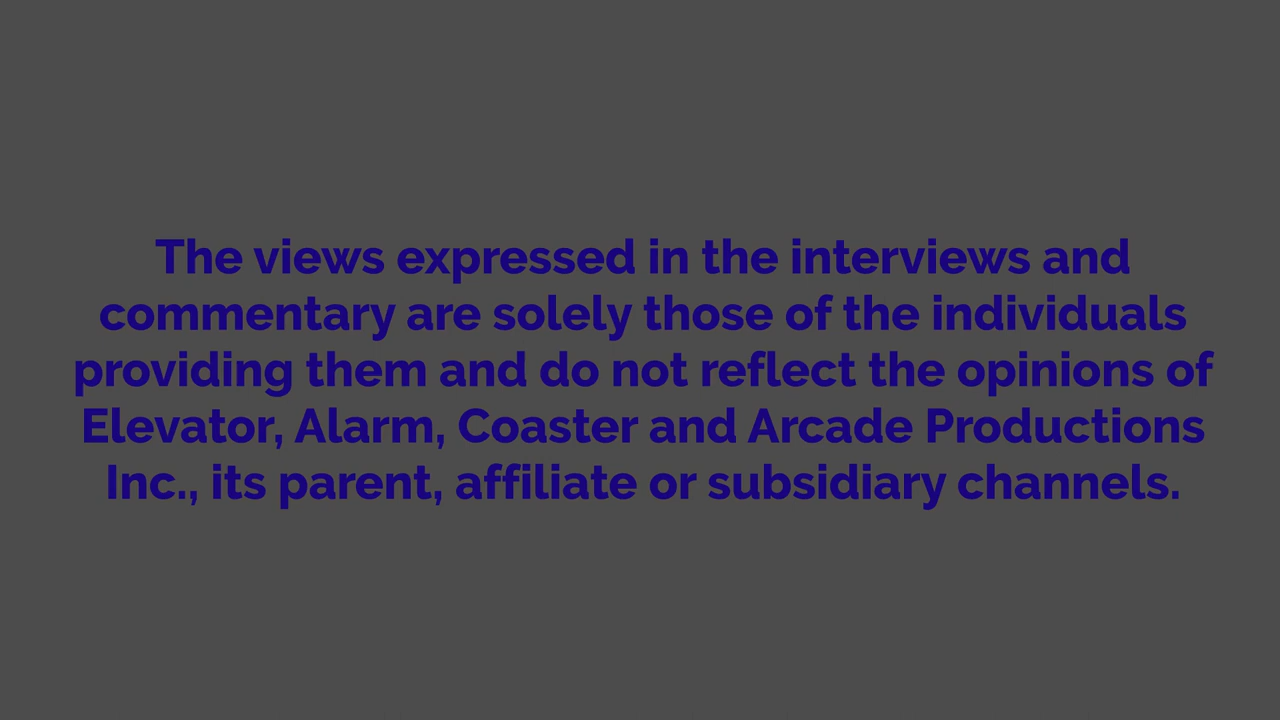 The views expressed in the interviews and
commentary are solely those of the individuals
providing them and do not reflect the opinions of
Elevator, Alarm, Coaster and Arcade Productions
Inc., its parent, affiliate or subsidiary channels.